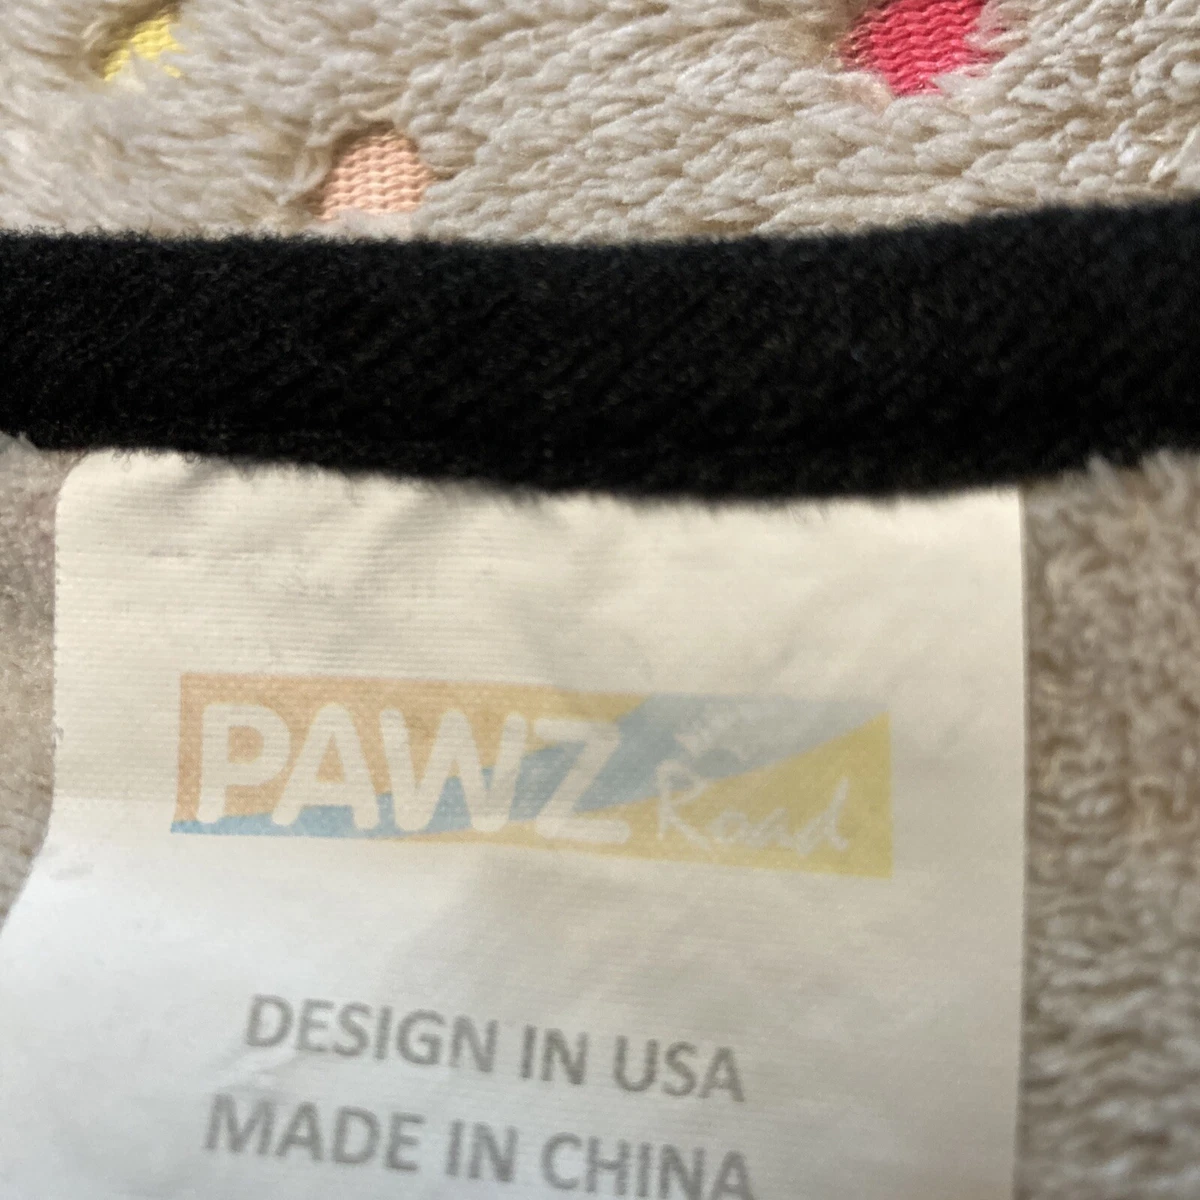 PAWZ
Road
DESIGN IN USA
MADE IN CHINA